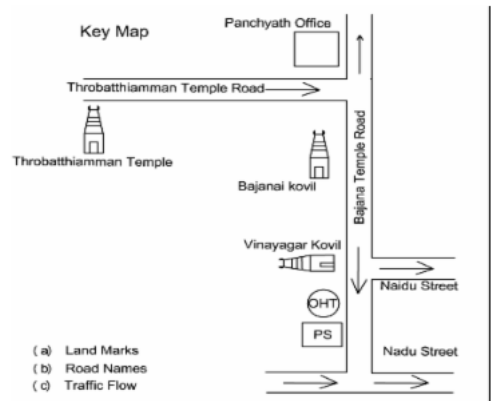 Key Map
Panchyath Office
Throbatthiamman Temple Road
Throbatthiamman Temple
Bajanai kovil
Bajana Temple Road
Vinayagar Kovil
Naidu Street
OHT
PS
Nadu Street
(a) Land Marks
(b) Road Names
(c) Traffic Flow